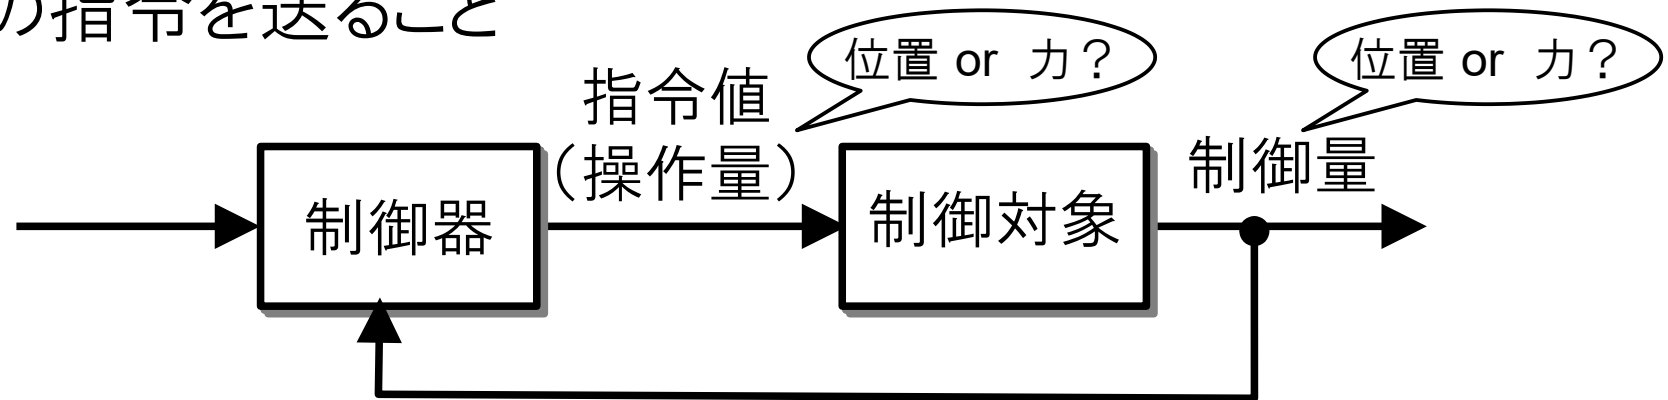 の指令を送ること
位置 or 力？
位置 or 力？
指令値
（操作量）
制御量
制御器
制御対象